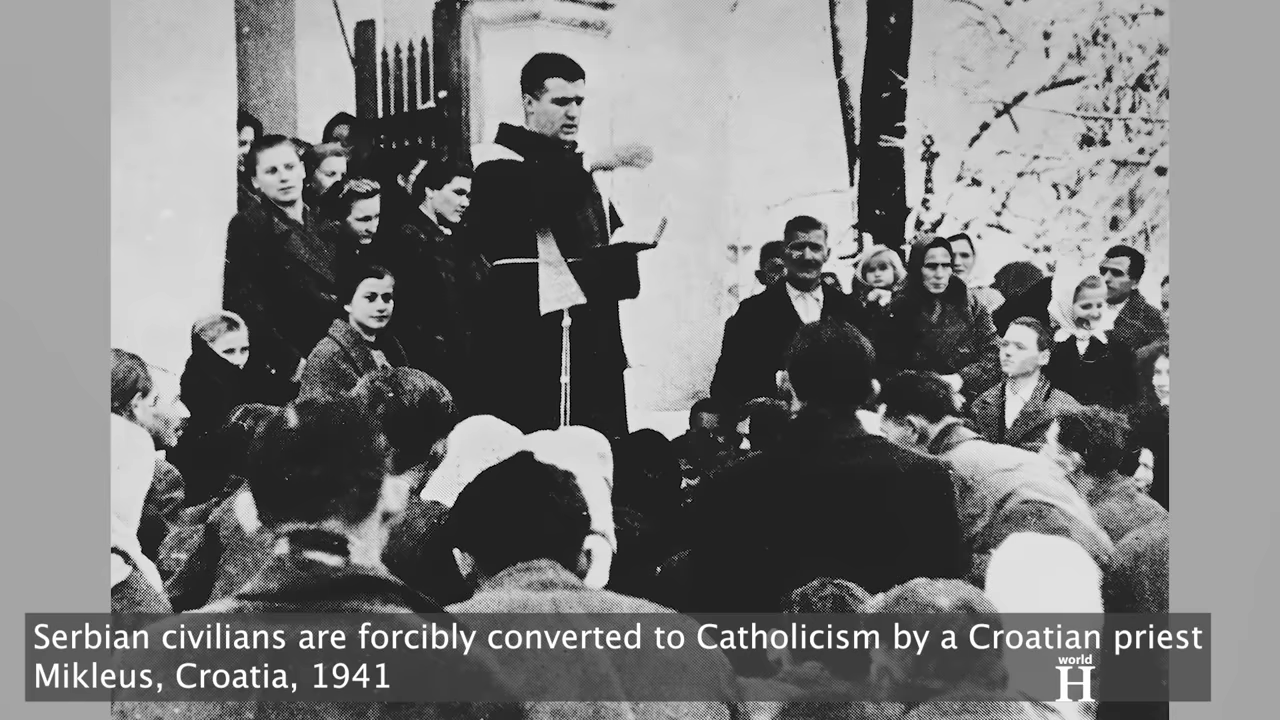 Serbian civilians are forcibly converted to Catholicism by a Croatian priest
Mikleus, Croatia, 1941
world
H